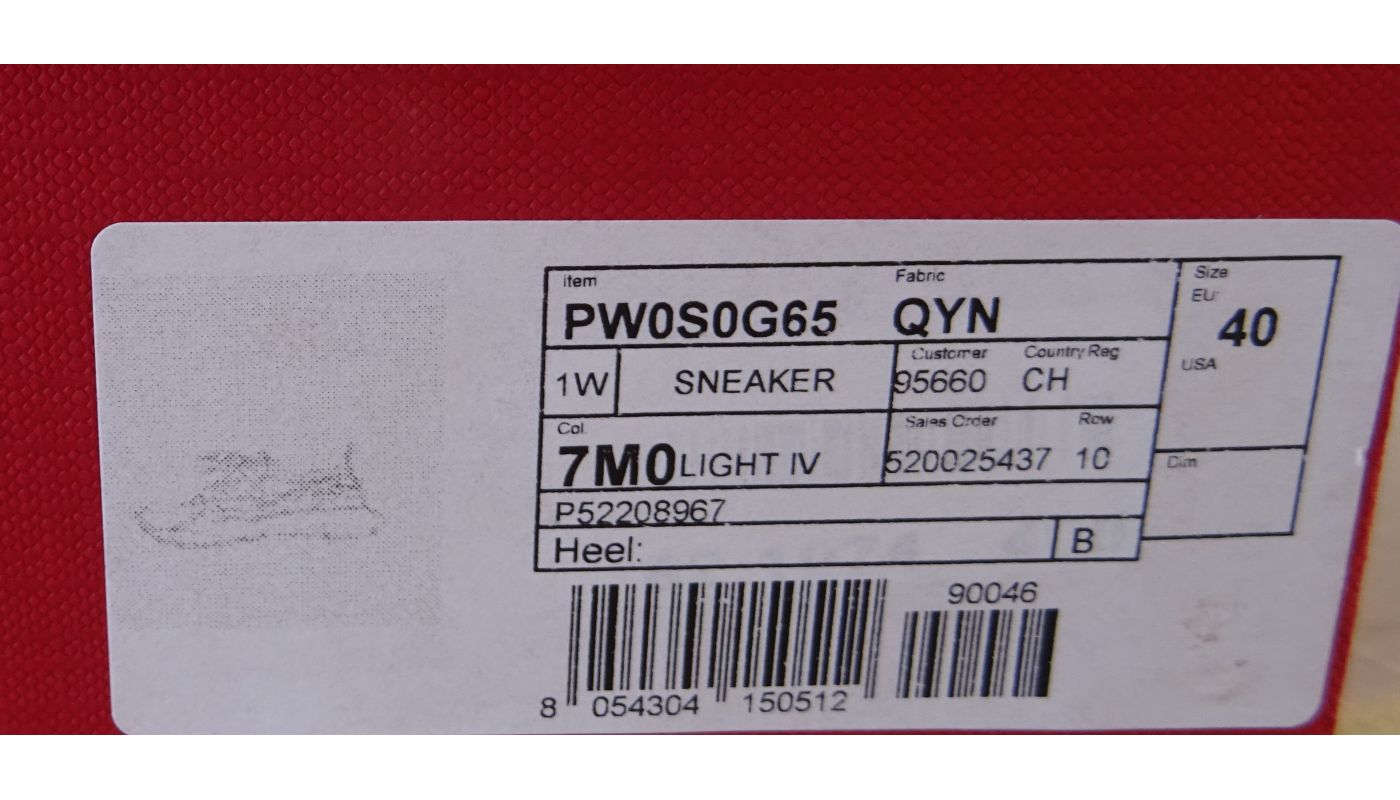 item Fabric Size
PW0S0G65 QYN EU: 40
Customer Country Reg USA
1W SNEAKER 95660 CH
Col. Sales Order Row
7M0 LIGHT IV 520025437 10 Dim
P52208967
Heel: B
90046
8 054304 150512